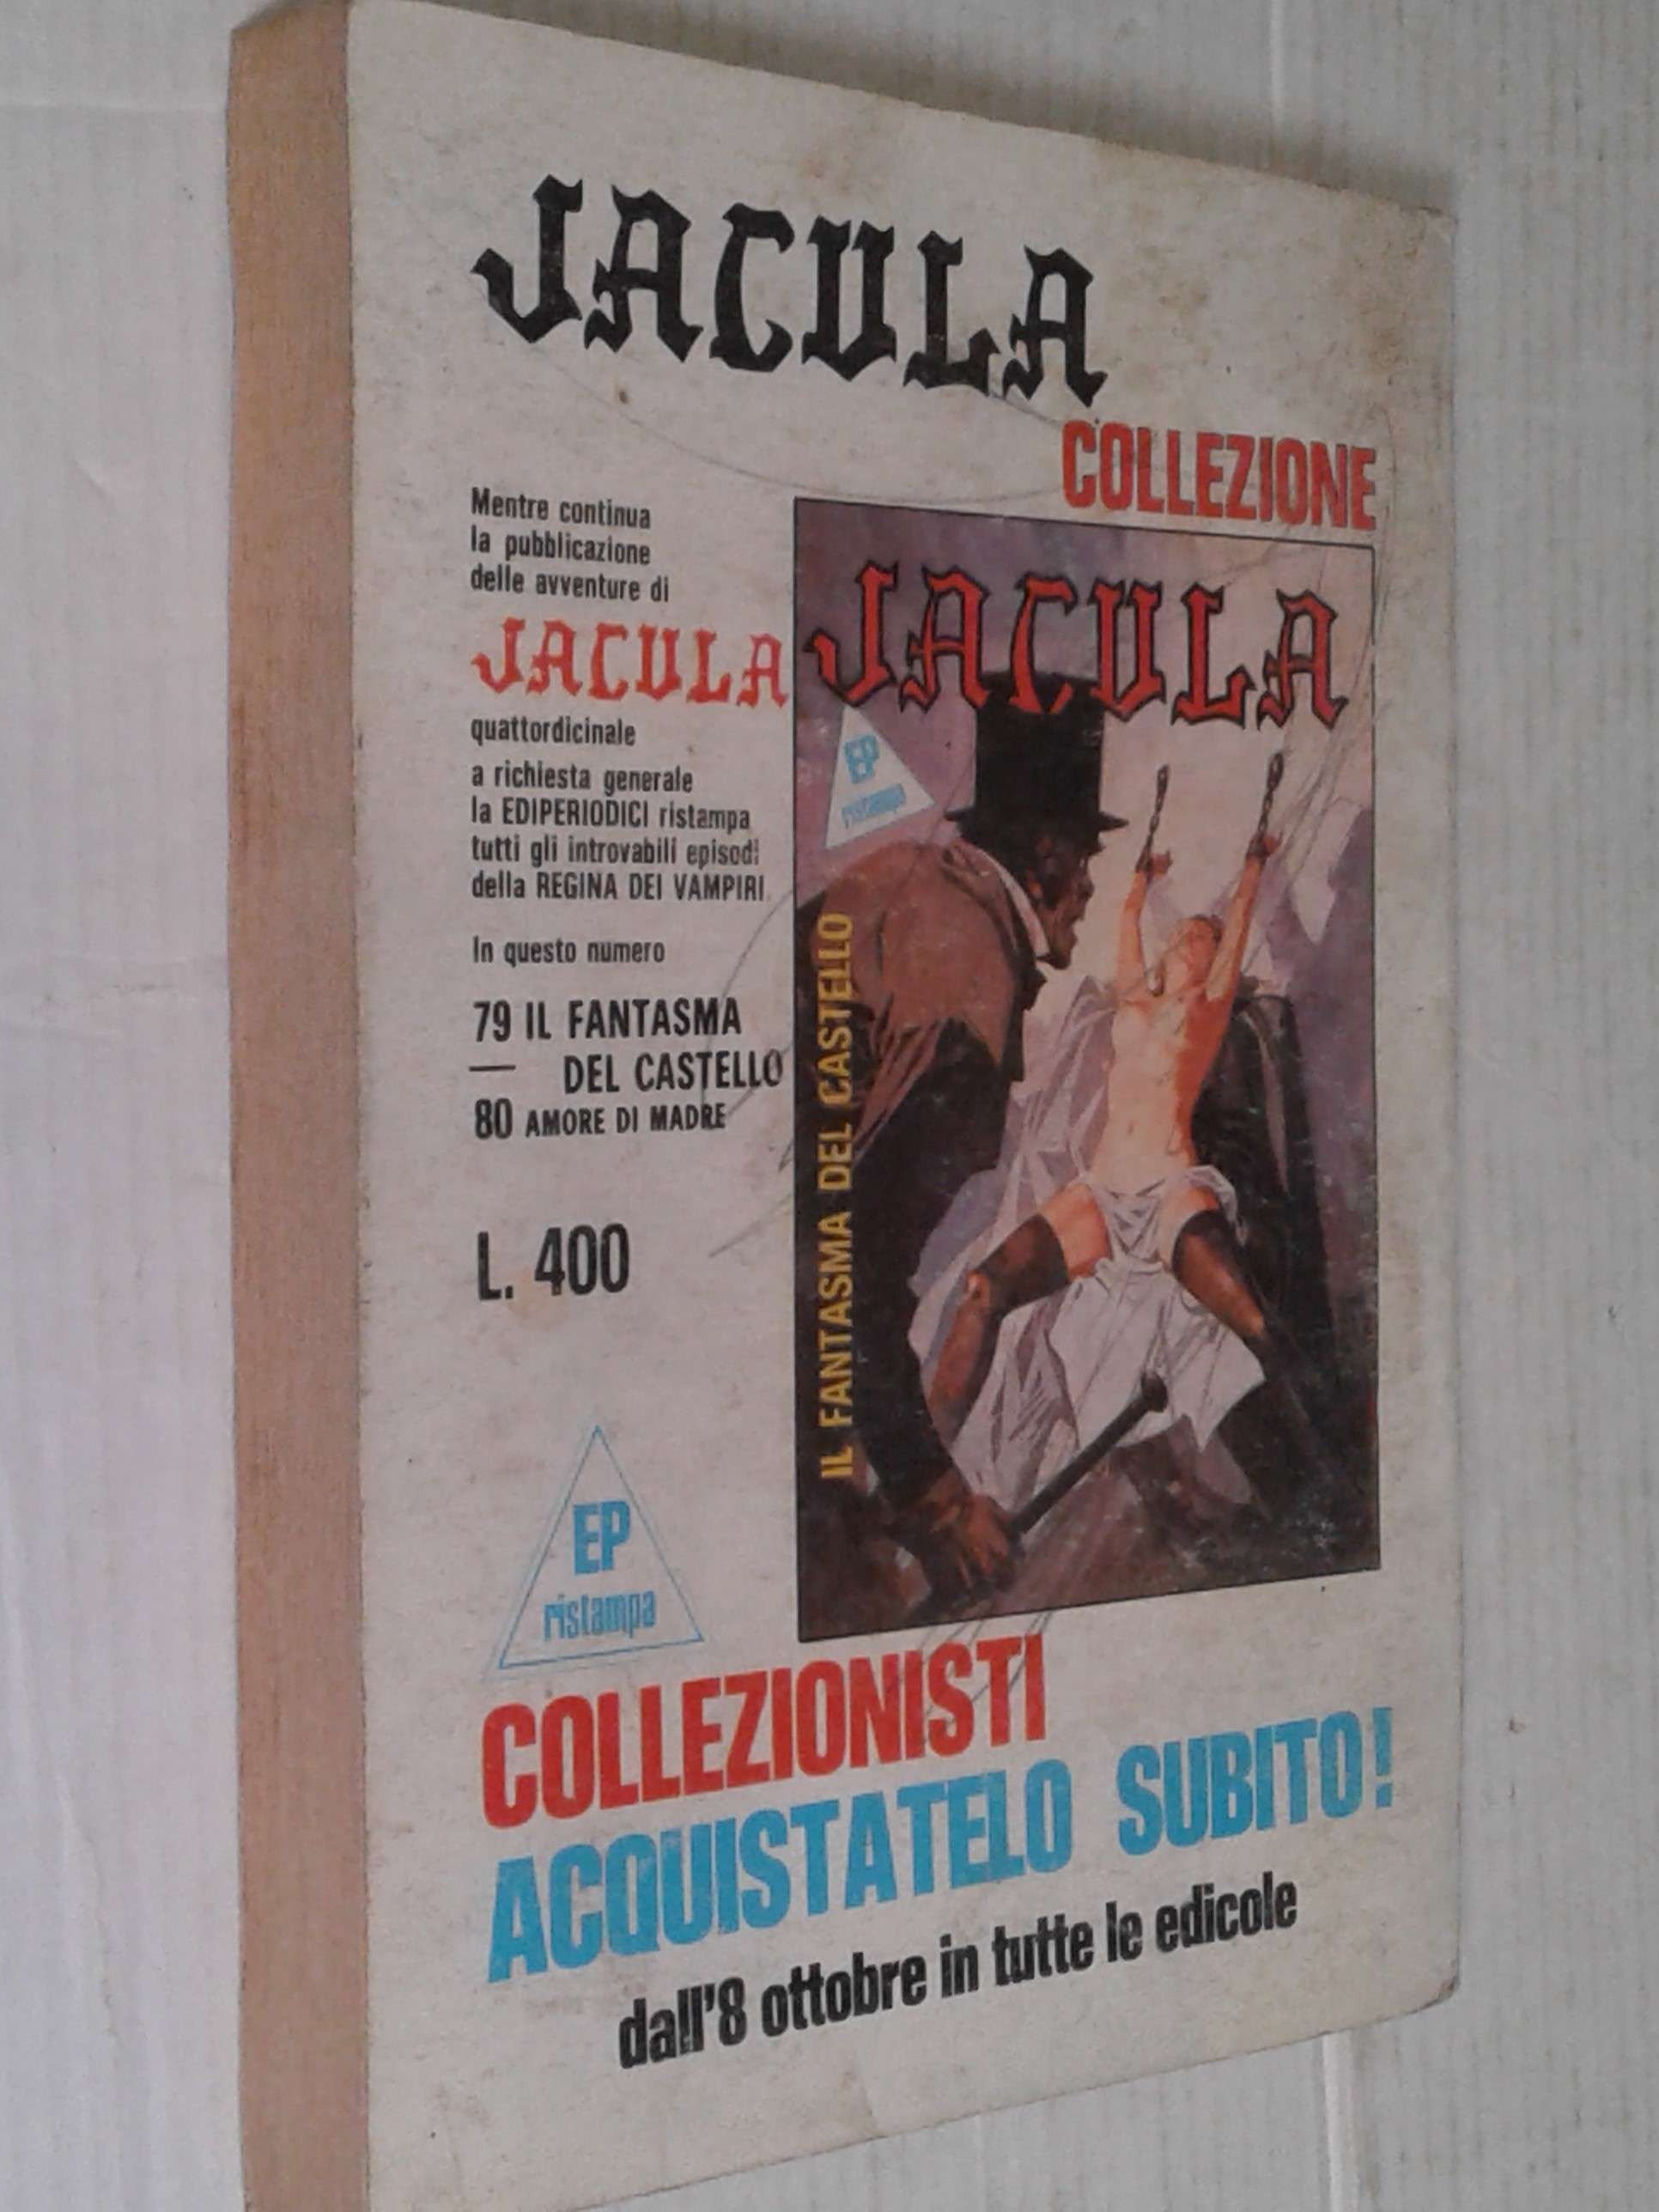 JACULA
COLLEZIONE
Mentre continua
la pubblicazione
delle avventure di
JACULA
quattordicinale
a richiesta generale
la EDIPERIODICI ristampa
tutti gli introvabili episodi
della REGINA DEI VAMPIRI
In questo numero
79 IL FANTASMA
— DEL CASTELLO
80 AMORE DI MADRE
L. 400
EP
ristampa
JACULA
EP
ristampa
IL FANTASMA DEL CASTELLO
COLLEZIONISTI
ACQUISTATELO SUBITO!
dall'8 ottobre in tutte le edicole